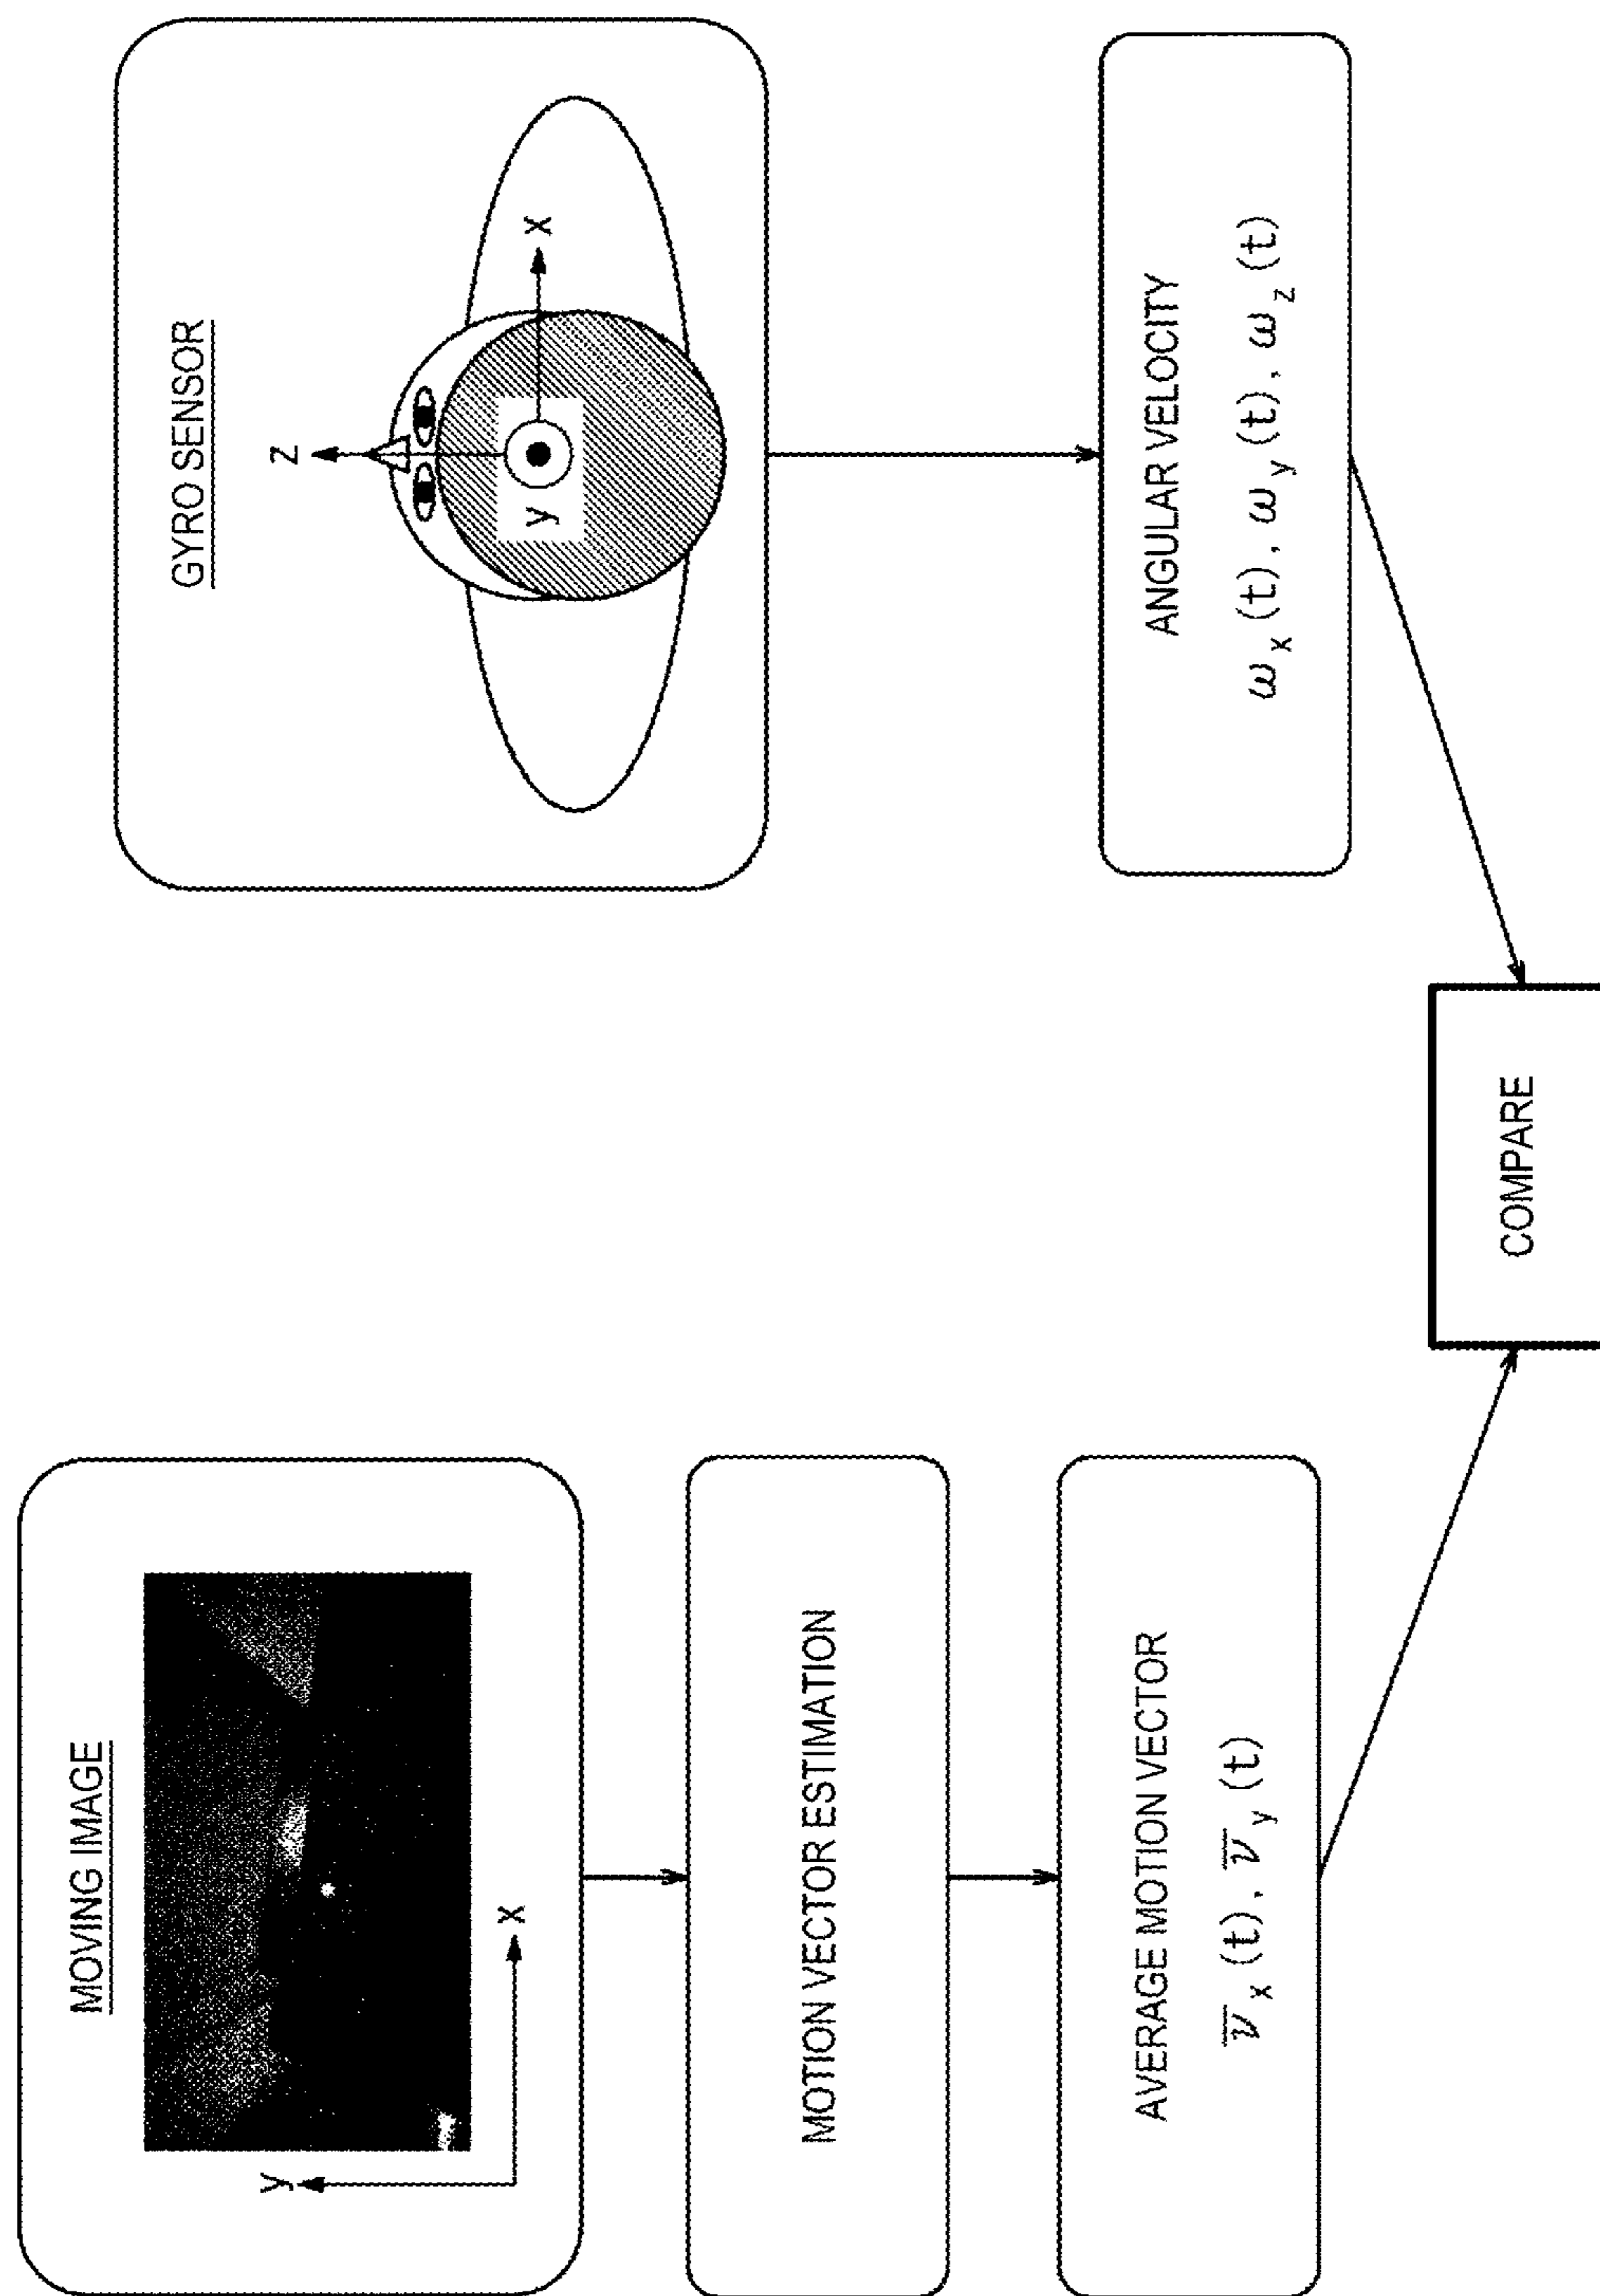 MOVING IMAGE
y
x
MOTION VECTOR ESTIMATION
AVERAGE MOTION VECTOR
ν̅x (t), ν̅y (t)
GYRO SENSOR
z
x
y
ANGULAR VELOCITY
ωx (t), ωy (t), ωz (t)
COMPARE